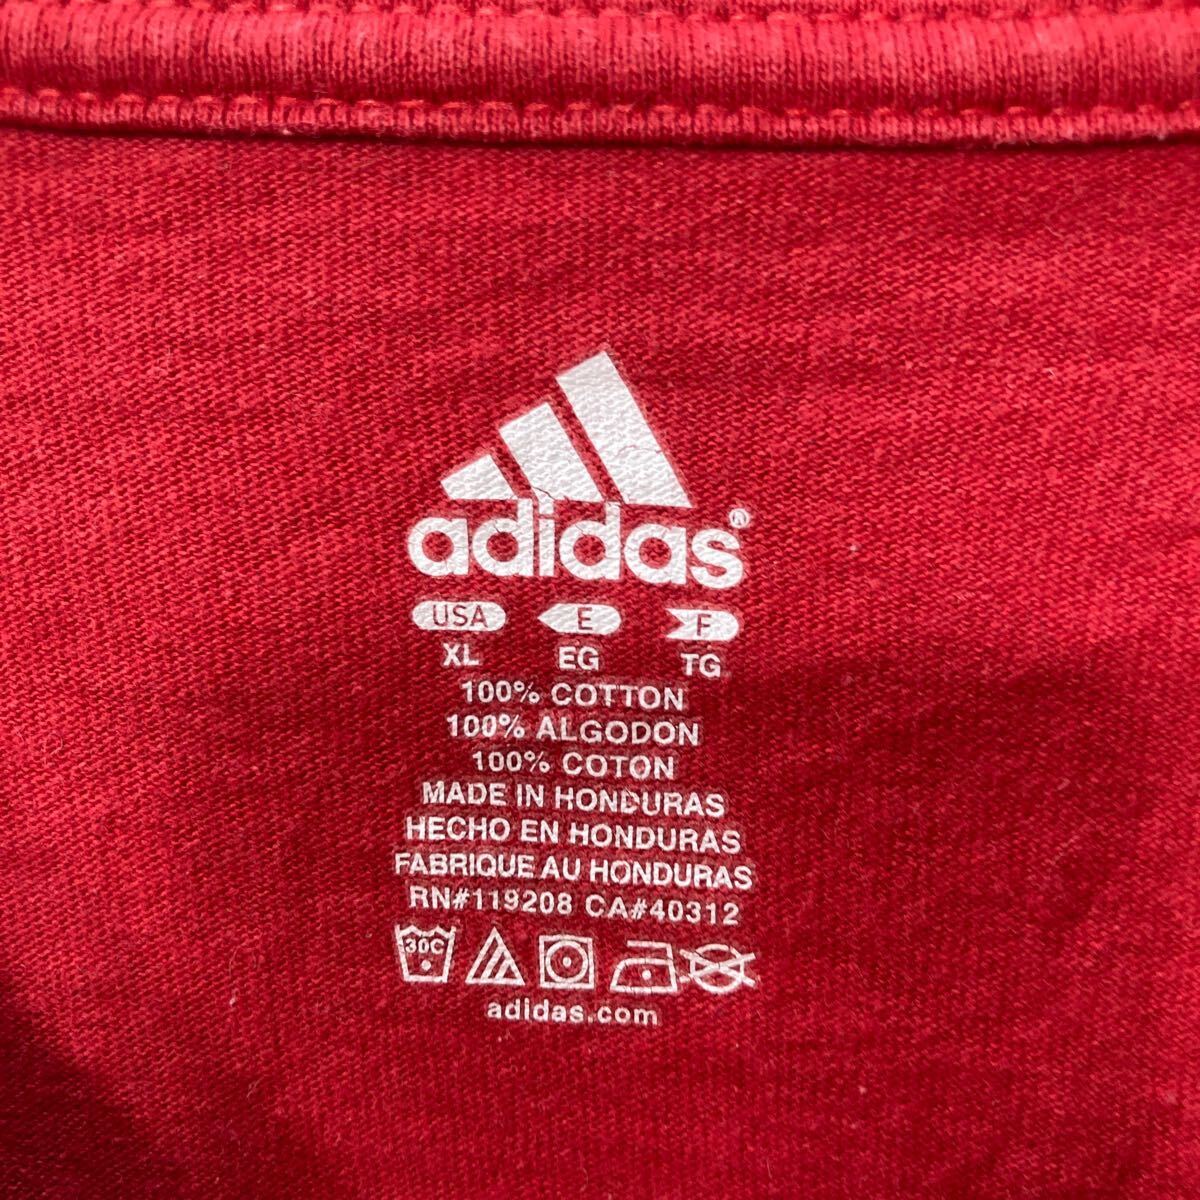 adidas®
USA E F
XL EG TG
100% COTTON
100% ALGODON
100% COTON
MADE IN HONDURAS
HECHO EN HONDURAS
FABRIQUE AU HONDURAS
RN#119208 CA#40312
30C
adidas.com